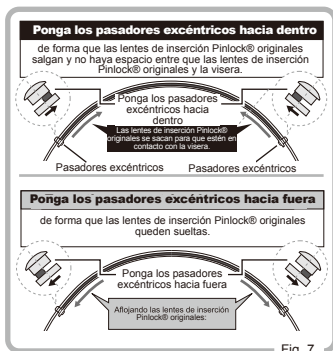 Ponga los pasadores excéntricos hacia dentro
de forma que las lentes de inserción Pinlock® originales
salgan y no haya espacio entre que las lentes de inserción
Pinlock® originales y la visera.
Ponga los pasadores
excéntricos hacia
dentro
Las lentes de inserción Pinlock®
originales se sacan para que estén en
contacto con la visera.
Pasadores excéntricos
Pasadores excéntricos
Ponga los pasadores excéntricos hacia fuera
de forma que las lentes de inserción Pinlock® originales
queden sueltas.
Ponga los pasadores
excéntricos hacia fuera
Aflojando las lentes de inserción
Pinlock® originales:
Fig. 7